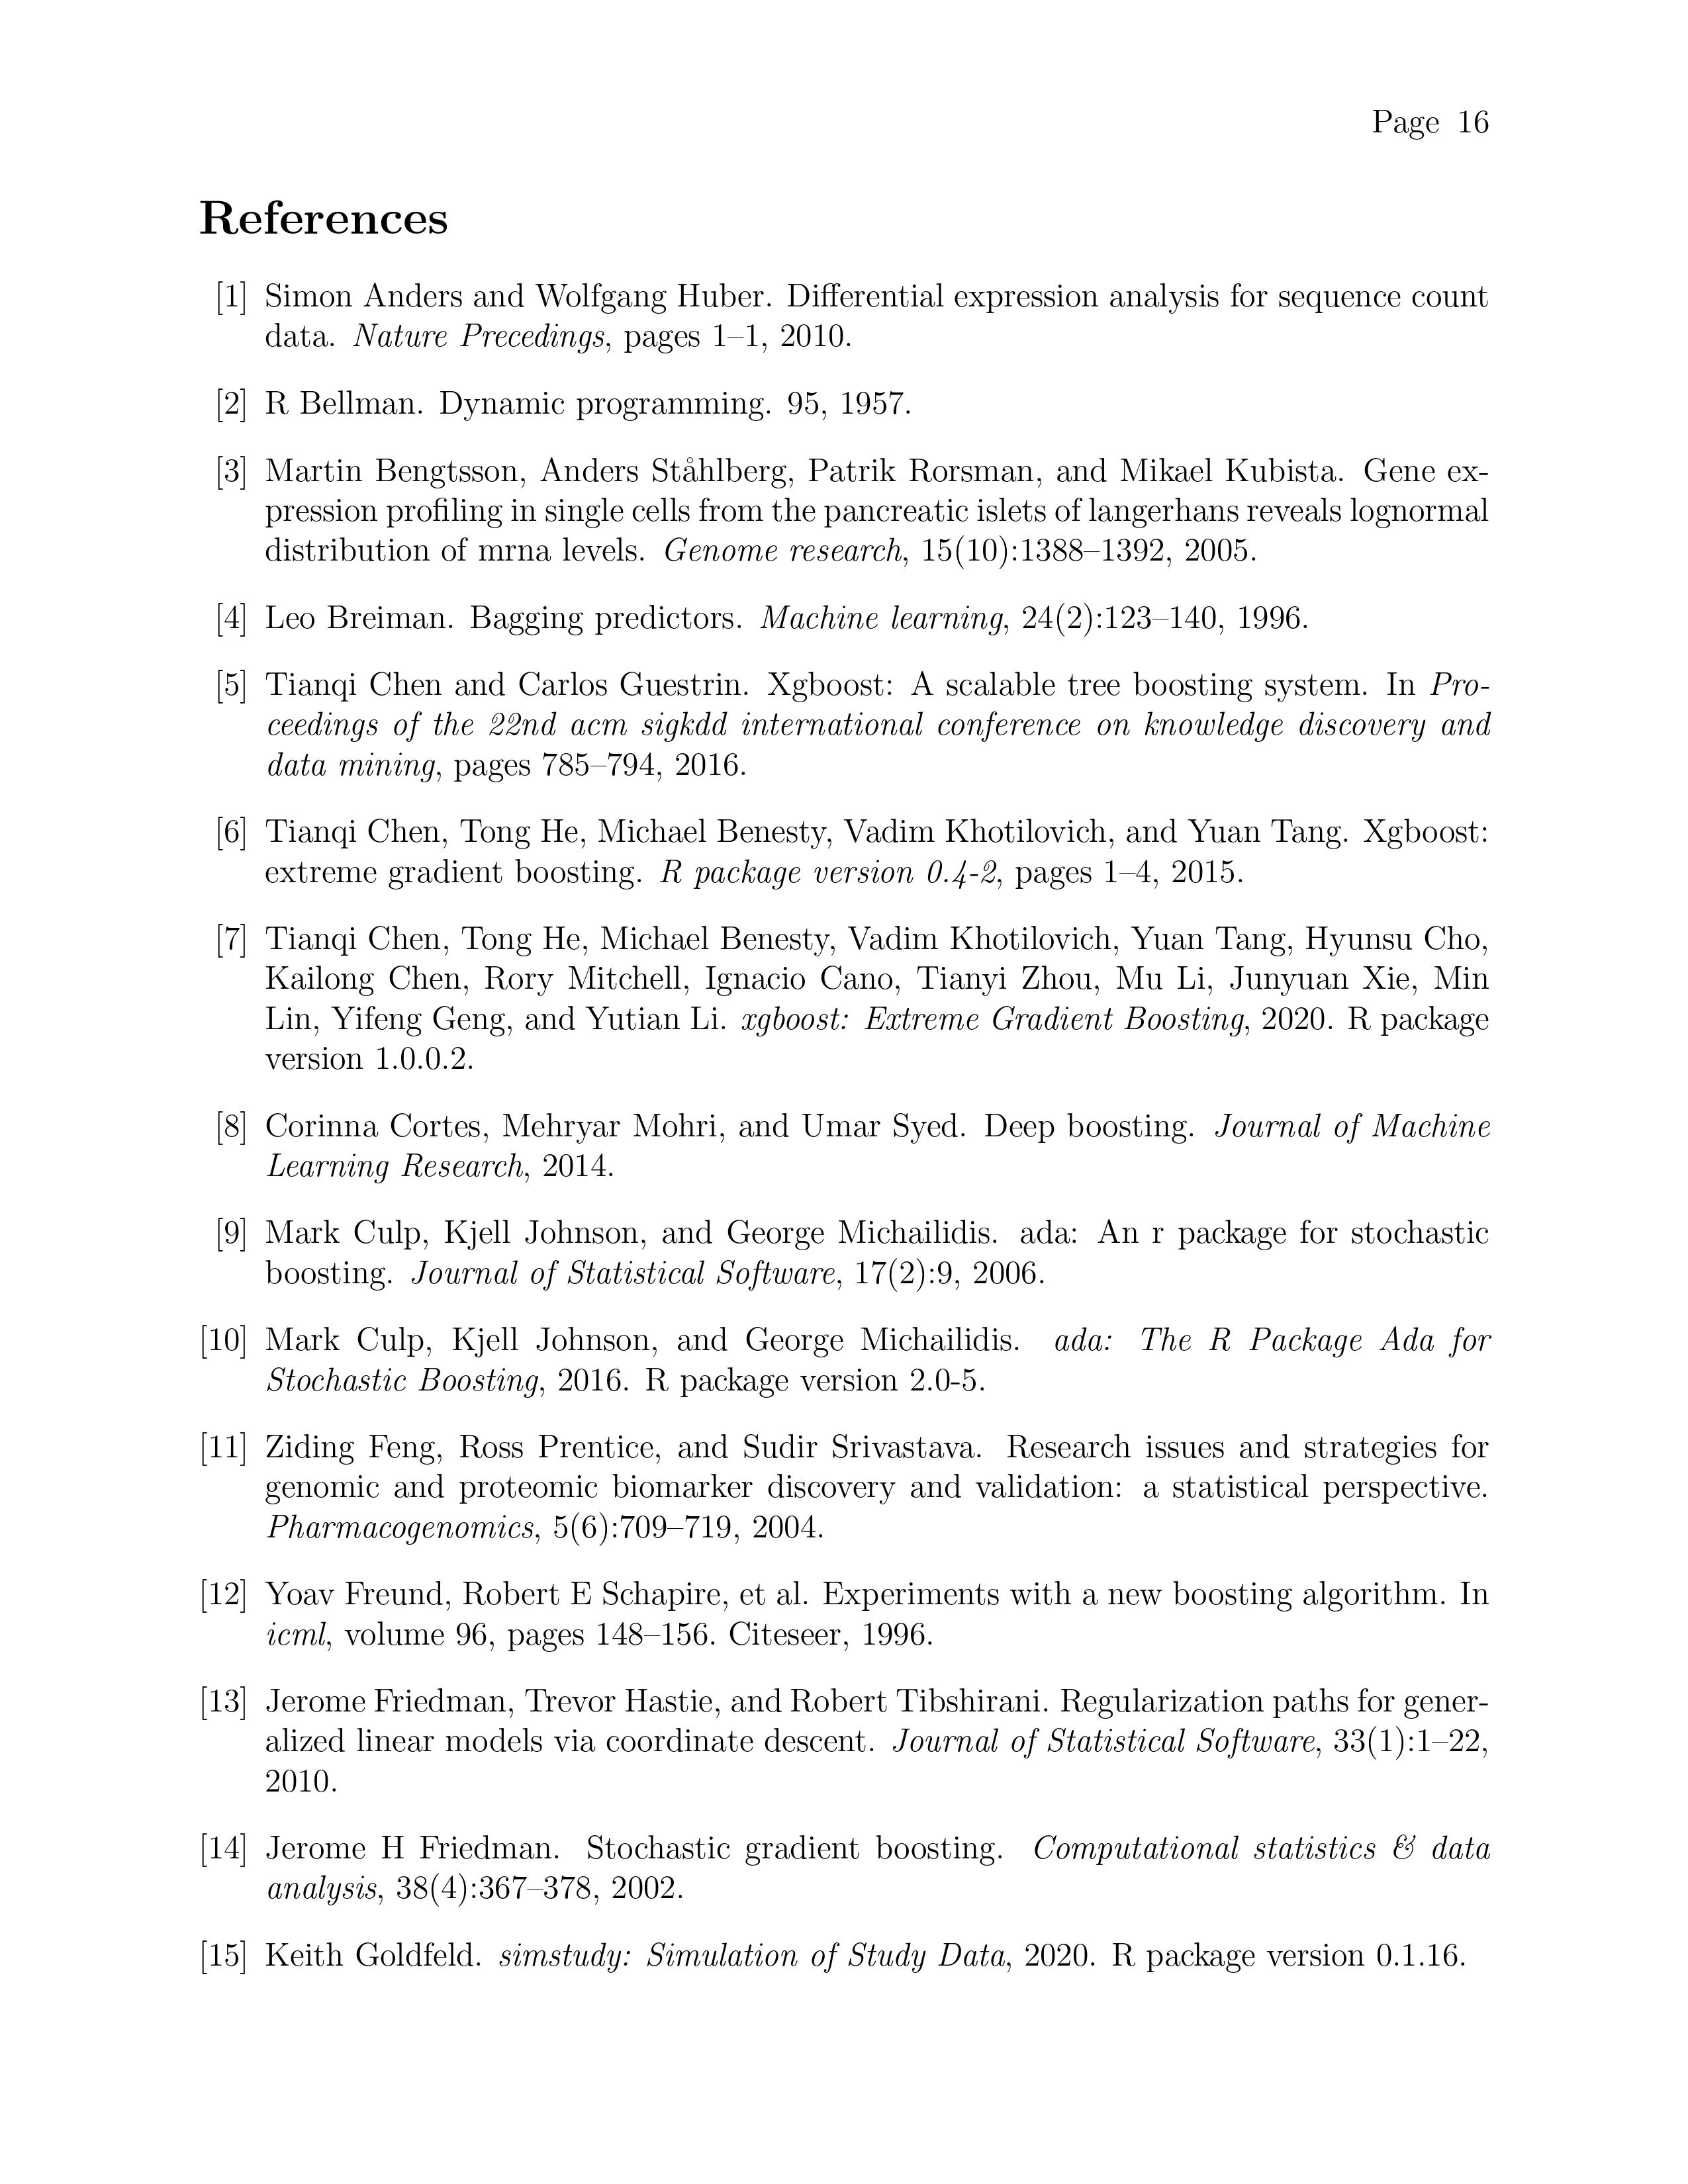 Page 16
References
[1] Simon Anders and Wolfgang Huber. Differential expression analysis for sequence count
data. Nature Precedings, pages 1–1, 2010.
[2] R Bellman. Dynamic programming. 95, 1957.
[3] Martin Bengtsson, Anders Ståhlberg, Patrik Rorsman, and Mikael Kubista. Gene ex-
pression profiling in single cells from the pancreatic islets of langerhans reveals lognormal
distribution of mrna levels. Genome research, 15(10):1388–1392, 2005.
[4] Leo Breiman. Bagging predictors. Machine learning, 24(2):123–140, 1996.
[5] Tianqi Chen and Carlos Guestrin. Xgboost: A scalable tree boosting system. In Pro-
ceedings of the 22nd acm sigkdd international conference on knowledge discovery and
data mining, pages 785–794, 2016.
[6] Tianqi Chen, Tong He, Michael Benesty, Vadim Khotilovich, and Yuan Tang. Xgboost:
extreme gradient boosting. R package version 0.4-2, pages 1–4, 2015.
[7] Tianqi Chen, Tong He, Michael Benesty, Vadim Khotilovich, Yuan Tang, Hyunsu Cho,
Kailong Chen, Rory Mitchell, Ignacio Cano, Tianyi Zhou, Mu Li, Junyuan Xie, Min
Lin, Yifeng Geng, and Yutian Li. xgboost: Extreme Gradient Boosting, 2020. R package
version 1.0.0.2.
[8] Corinna Cortes, Mehryar Mohri, and Umar Syed. Deep boosting. Journal of Machine
Learning Research, 2014.
[9] Mark Culp, Kjell Johnson, and George Michailidis. ada: An r package for stochastic
boosting. Journal of Statistical Software, 17(2):9, 2006.
[10] Mark Culp, Kjell Johnson, and George Michailidis. ada: The R Package Ada for
Stochastic Boosting, 2016. R package version 2.0-5.
[11] Ziding Feng, Ross Prentice, and Sudir Srivastava. Research issues and strategies for
genomic and proteomic biomarker discovery and validation: a statistical perspective.
Pharmacogenomics, 5(6):709–719, 2004.
[12] Yoav Freund, Robert E Schapire, et al. Experiments with a new boosting algorithm. In
icml, volume 96, pages 148–156. Citeseer, 1996.
[13] Jerome Friedman, Trevor Hastie, and Robert Tibshirani. Regularization paths for gener-
alized linear models via coordinate descent. Journal of Statistical Software, 33(1):1–22,
2010.
[14] Jerome H Friedman. Stochastic gradient boosting. Computational statistics & data
analysis, 38(4):367–378, 2002.
[15] Keith Goldfeld. simstudy: Simulation of Study Data, 2020. R package version 0.1.16.